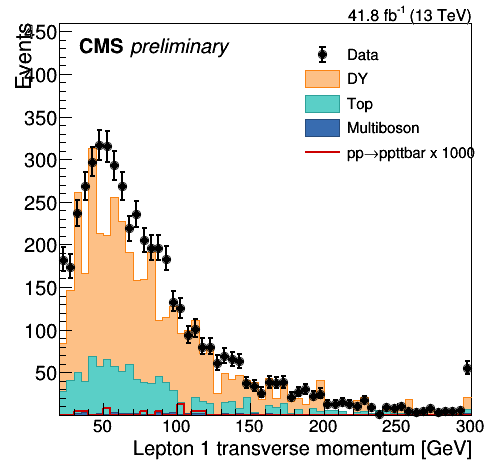 41.8 fb⁻¹ (13 TeV)
Events
CMS preliminary
Data
DY
Top
Multiboson
pp→ppttbar x 1000
450
400
350
300
250
200
150
100
50
50 100 150 200 250 300
Lepton 1 transverse momentum [GeV]